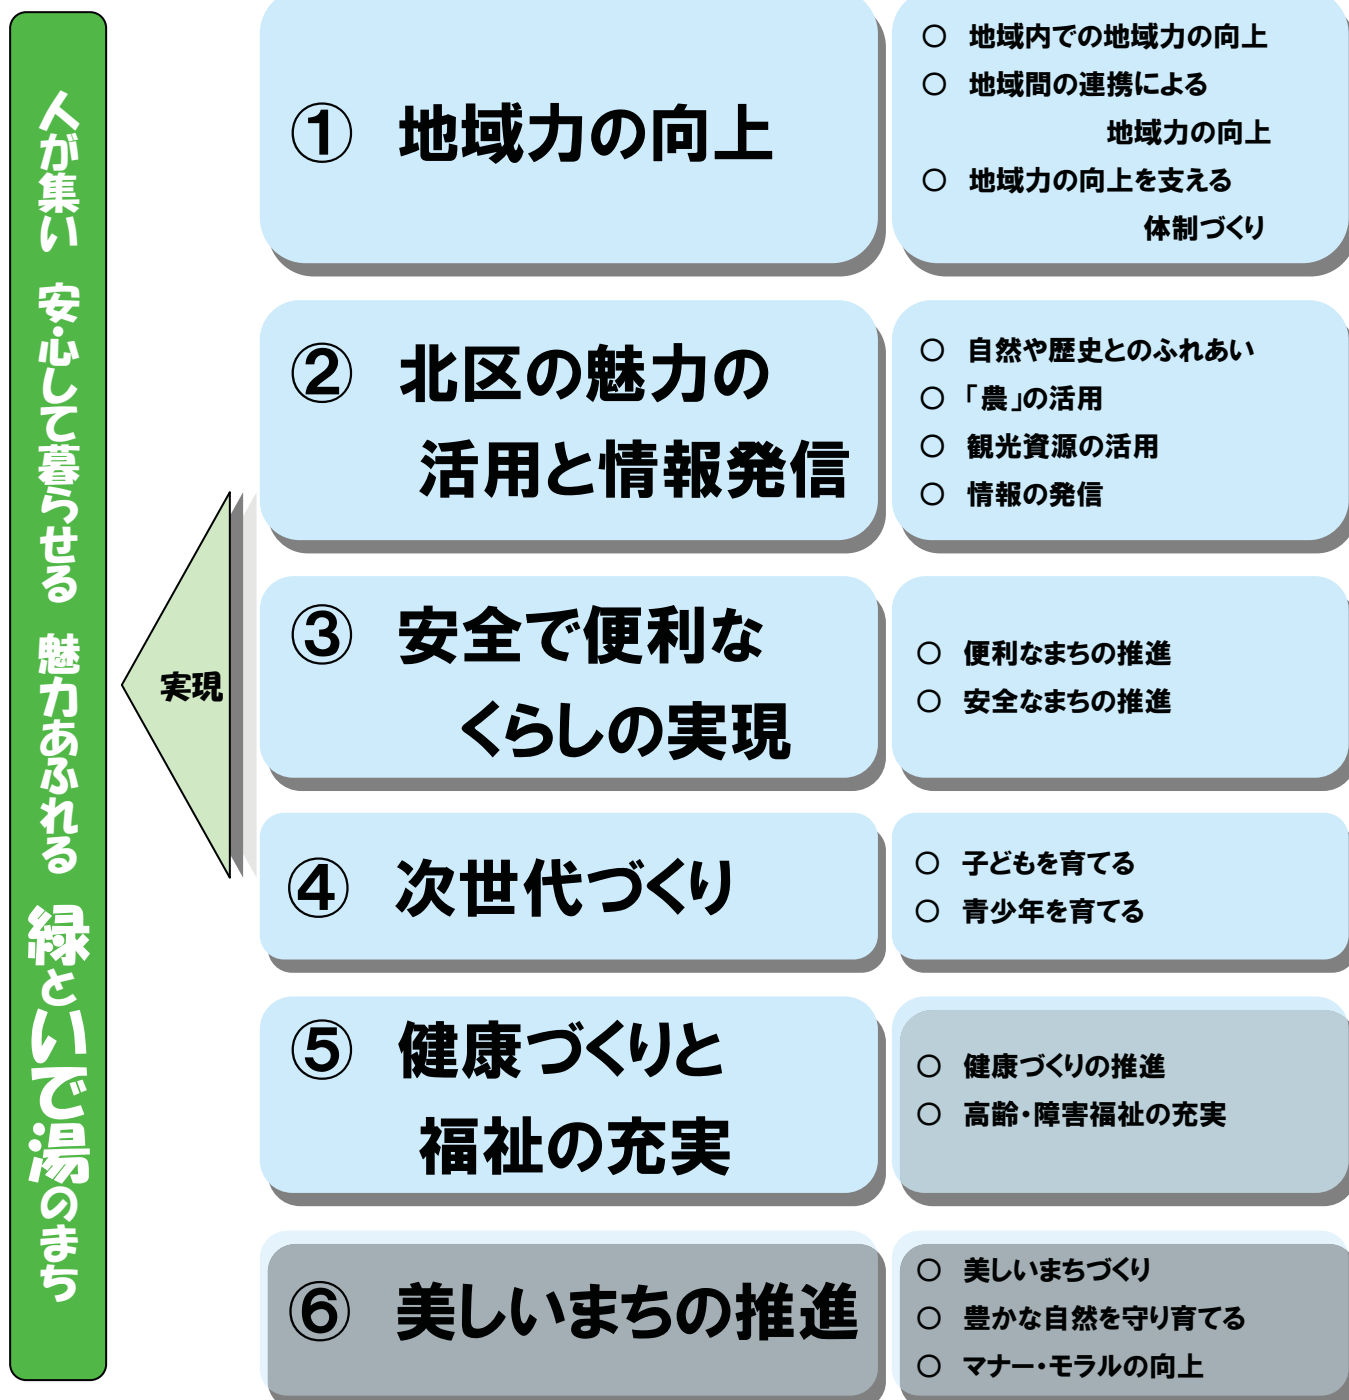 人が集い 安心して暮らせる 魅力あふれる 緑といで湯のまち
実現
① 地域力の向上
○ 地域内での地域力の向上
○ 地域間の連携による
地域力の向上
○ 地域力の向上を支える
体制づくり
② 北区の魅力の
活用と情報発信
○ 自然や歴史とのふれあい
○ 「農」の活用
○ 観光資源の活用
○ 情報の発信
③ 安全で便利な
くらしの実現
○ 便利なまちの推進
○ 安全なまちの推進
④ 次世代づくり
○ 子どもを育てる
○ 青少年を育てる
⑤ 健康づくりと
福祉の充実
○ 健康づくりの推進
○ 高齢・障害福祉の充実
⑥ 美しいまちの推進
○ 美しいまちづくり
○ 豊かな自然を守り育てる
○ マナー・モラルの向上